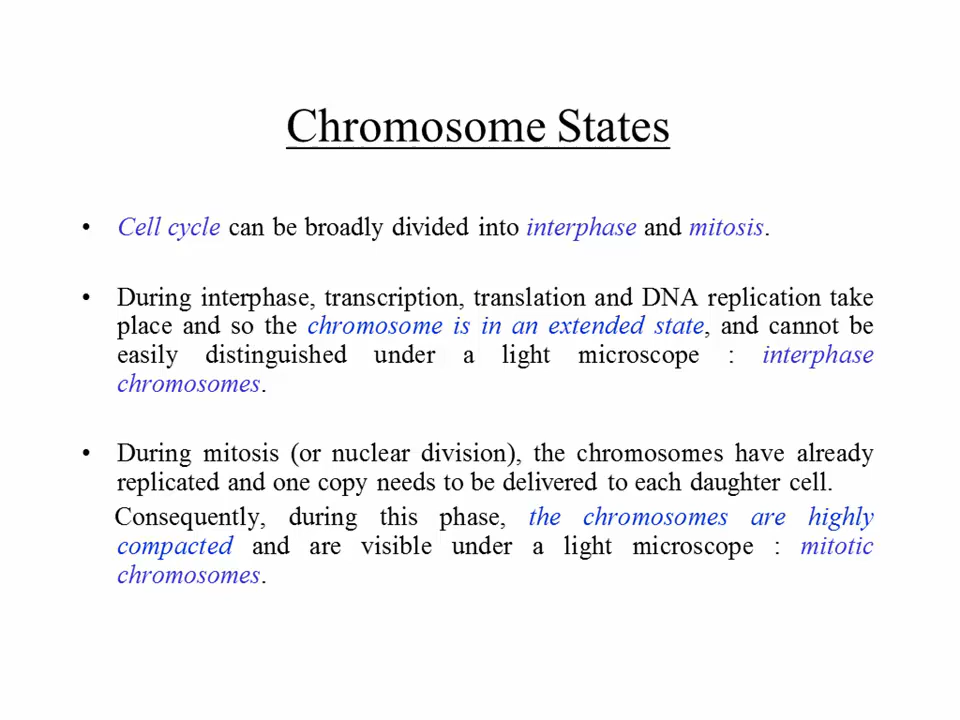 Chromosome States
• Cell cycle can be broadly divided into interphase and mitosis.
• During interphase, transcription, translation and DNA replication take
place and so the chromosome is in an extended state, and cannot be
easily distinguished under a light microscope : interphase
chromosomes.
• During mitosis (or nuclear division), the chromosomes have already
replicated and one copy needs to be delivered to each daughter cell.
Consequently, during this phase, the chromosomes are highly
compacted and are visible under a light microscope : mitotic
chromosomes.